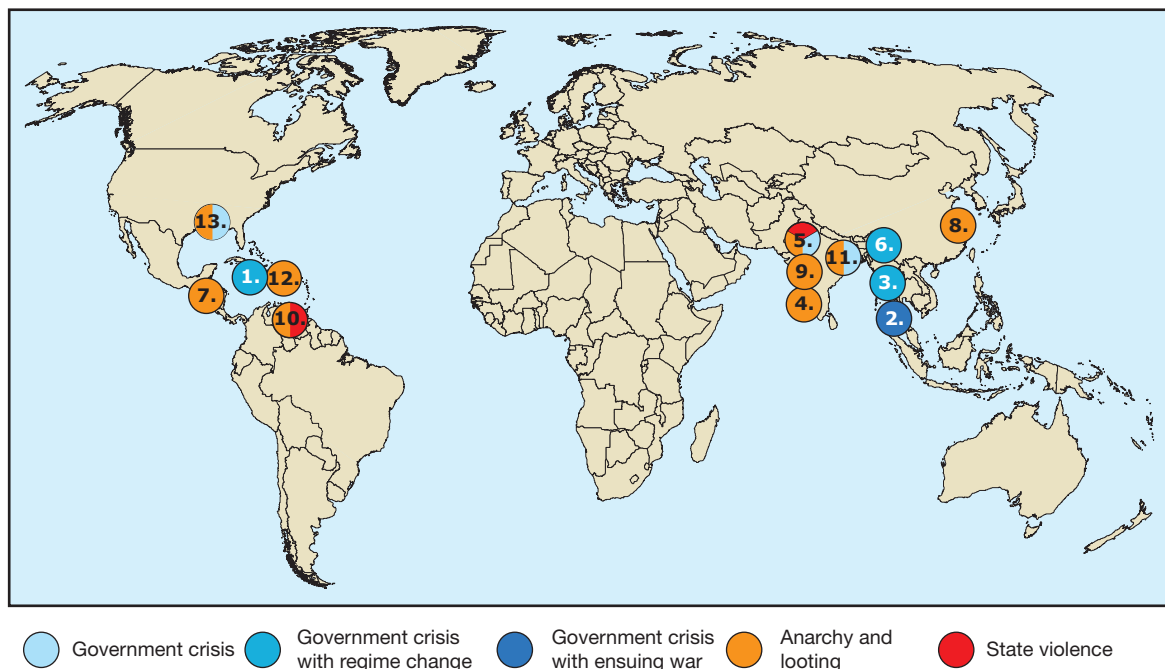 13.
5.
8.
6.
11.
9.
1.
12.
3.
7.
4.
10.
2.
Government crisis
Government crisis
with regime change
Government crisis
with ensuing war
Anarchy and
looting
State violence